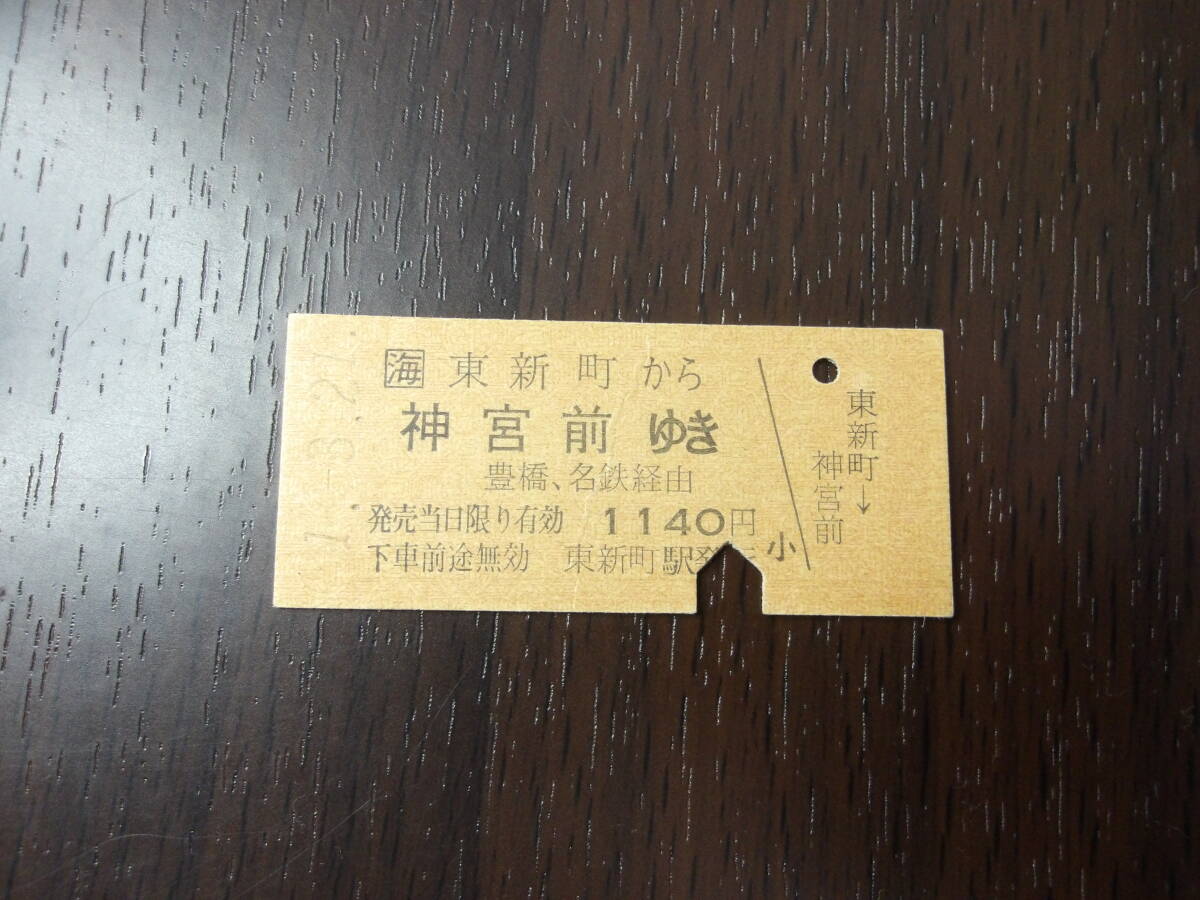 海 東新町から
神宮前ゆき
豊橋、名鉄経由
発売当日限り有効 1140円
下車前途無効 東新町駅発行
小
東新町→
神宮前